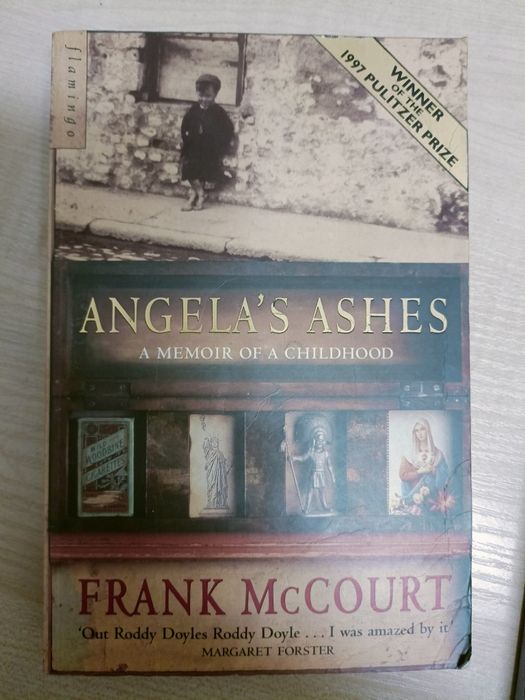 flamingo
WINNER
OF THE
1997 PULITZER PRIZE
ANGELA'S ASHES
A MEMOIR OF A CHILDHOOD
WILD
WOODBINE
CIGARETTES
FRANK McCOURT
'Out Roddy Doyles Roddy Doyle . . . I was amazed by it'
MARGARET FORSTER